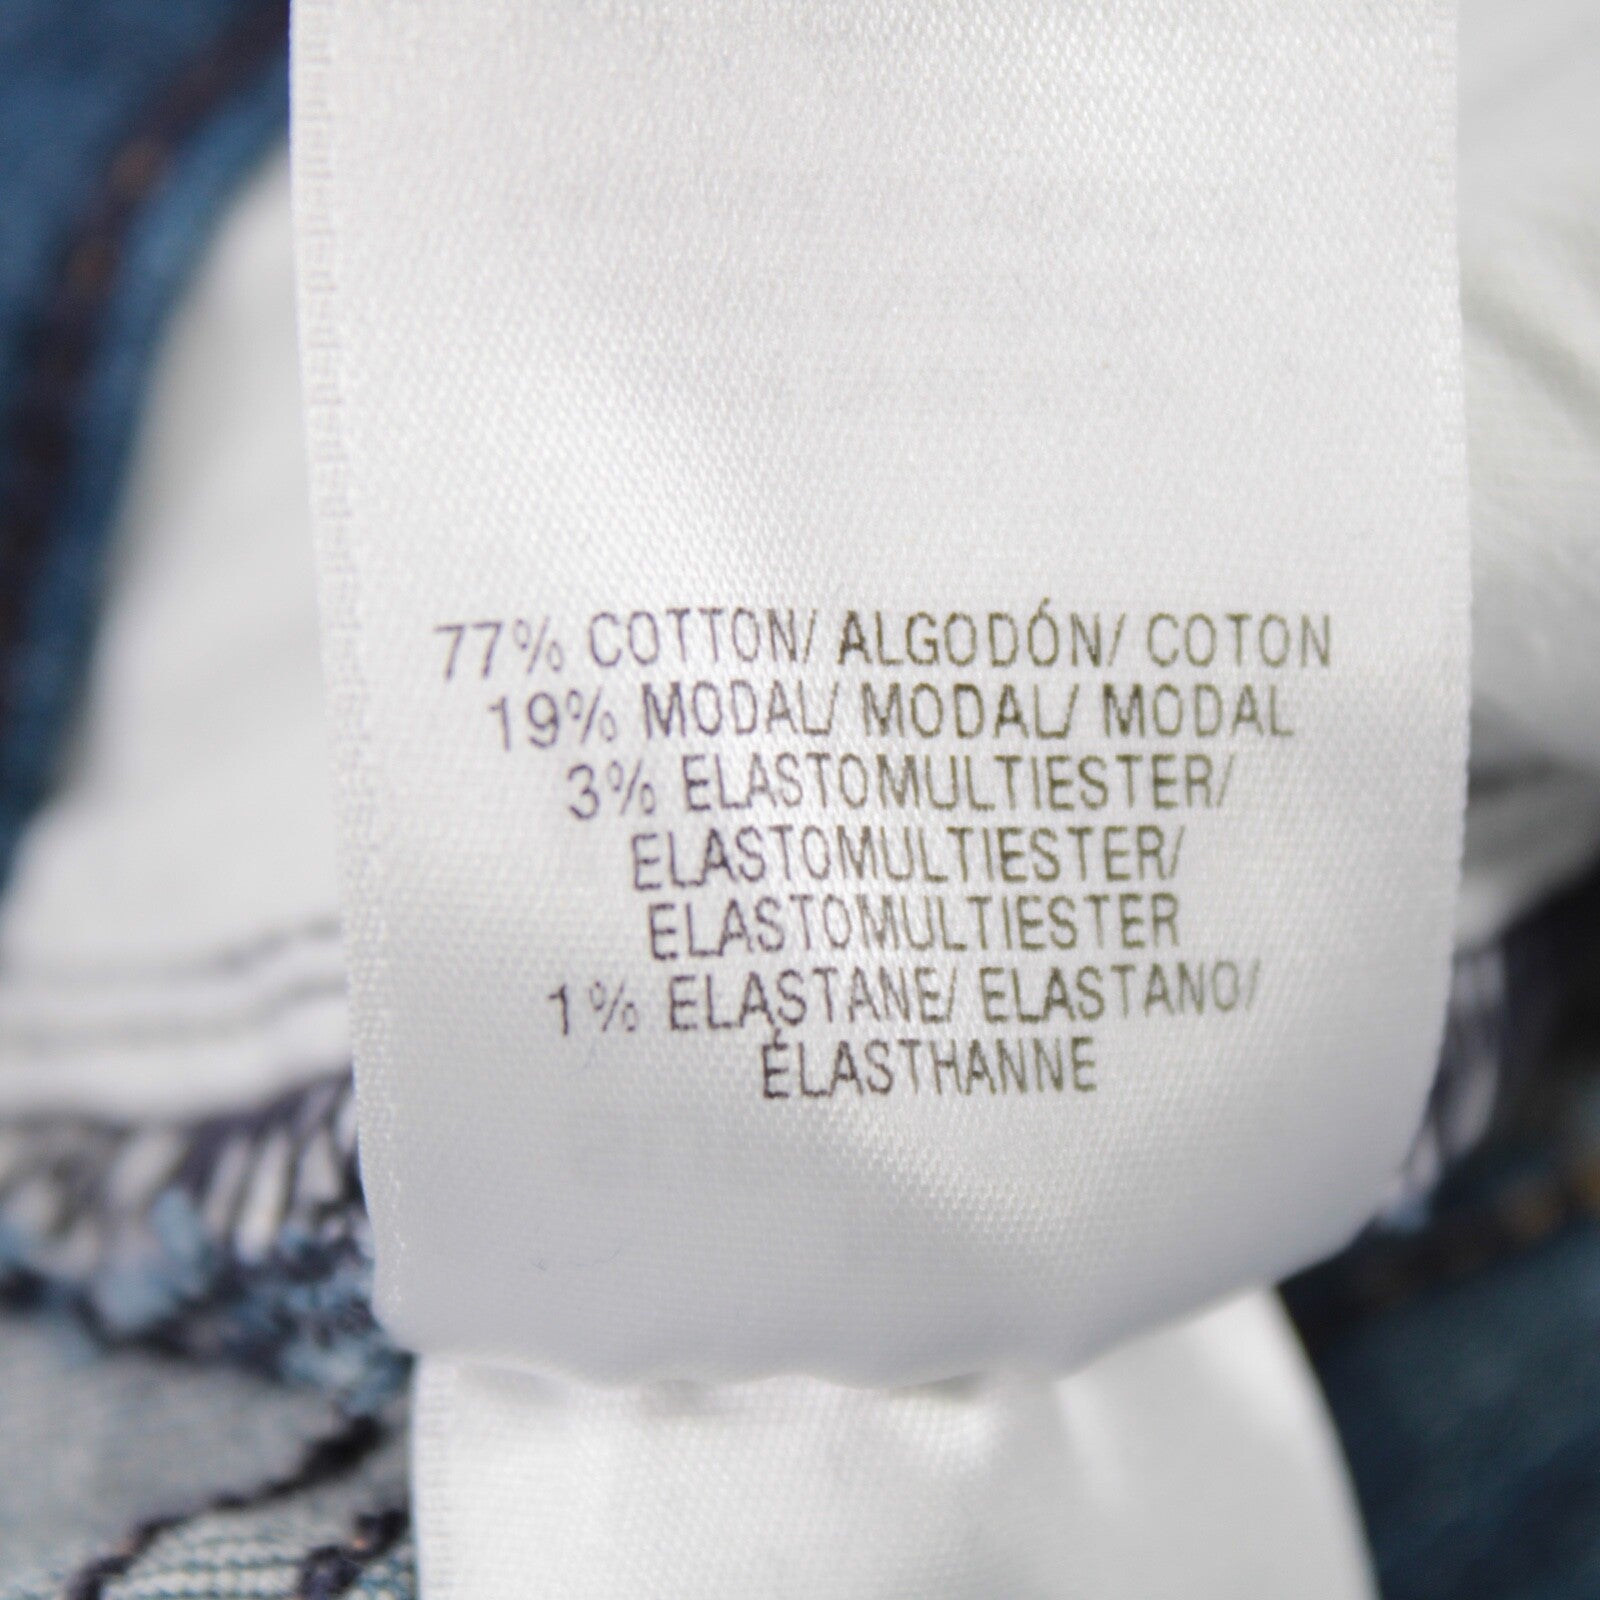 77% COTTON/ ALGODÓN/ COTON
19% MODAL/ MODAL/ MODAL
3% ELASTOMULTIESTER/
ELASTOMULTIESTER/
ELASTOMULTIESTER
1% ELASTANE/ ELASTANO/
ÉLASTHANNE